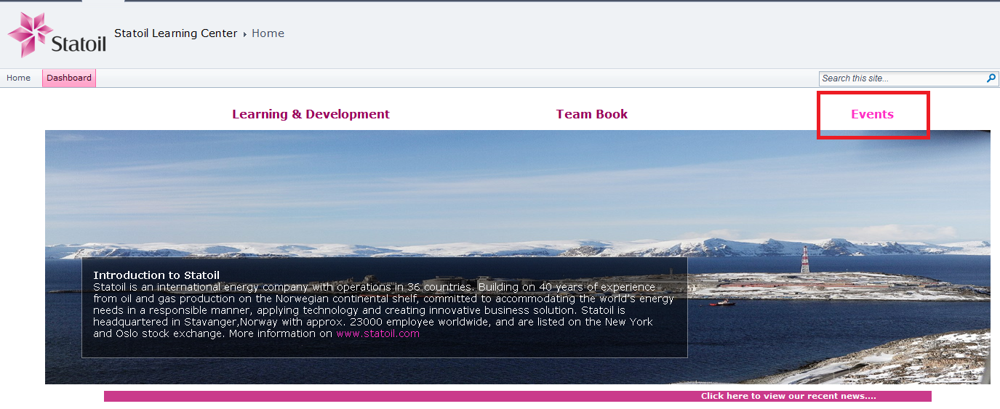 Statoil
Statoil Learning Center ▸ Home
Home Dashboard
Search this site...
Learning & Development Team Book Events
Introduction to Statoil
Statoil is an international energy company with operations in 36 countries. Building on 40 years of experience
from oil and gas production on the Norwegian continental shelf, committed to accommodating the world's energy
needs in a responsible manner, applying technology and creating innovative business solution. Statoil is
headquartered in Stavanger,Norway with approx. 23000 employee worldwide, and are listed on the New York
and Oslo stock exchange. More information on www.statoil.com
Click here to view our recent news....